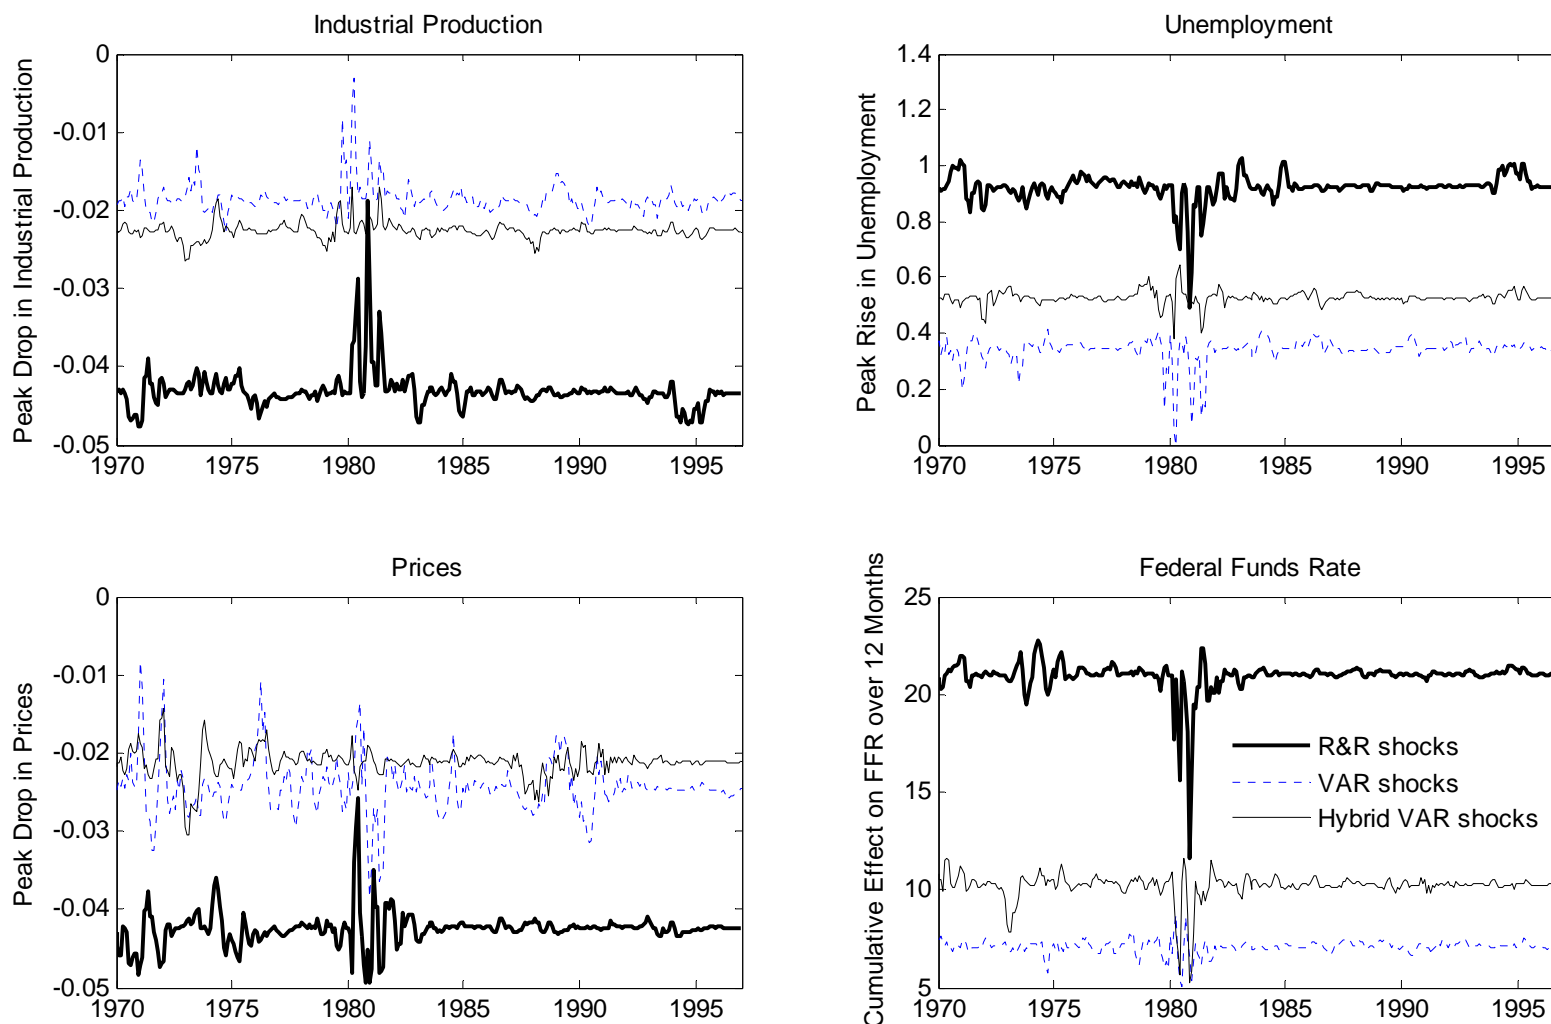 Industrial Production
Peak Drop in Industrial Production
0
-0.01
-0.02
-0.03
-0.04
-0.05
1970 1975 1980 1985 1990 1995
Unemployment
Peak Rise in Unemployment
1.4
1.2
1
0.8
0.6
0.4
0.2
0
1970 1975 1980 1985 1990 1995
Prices
Peak Drop in Prices
0
-0.01
-0.02
-0.03
-0.04
-0.05
1970 1975 1980 1985 1990 1995
Federal Funds Rate
Cumulative Effect on FFR over 12 Months
25
20
15
10
5
1970 1975 1980 1985 1990 1995
R&R shocks
VAR shocks
Hybrid VAR shocks